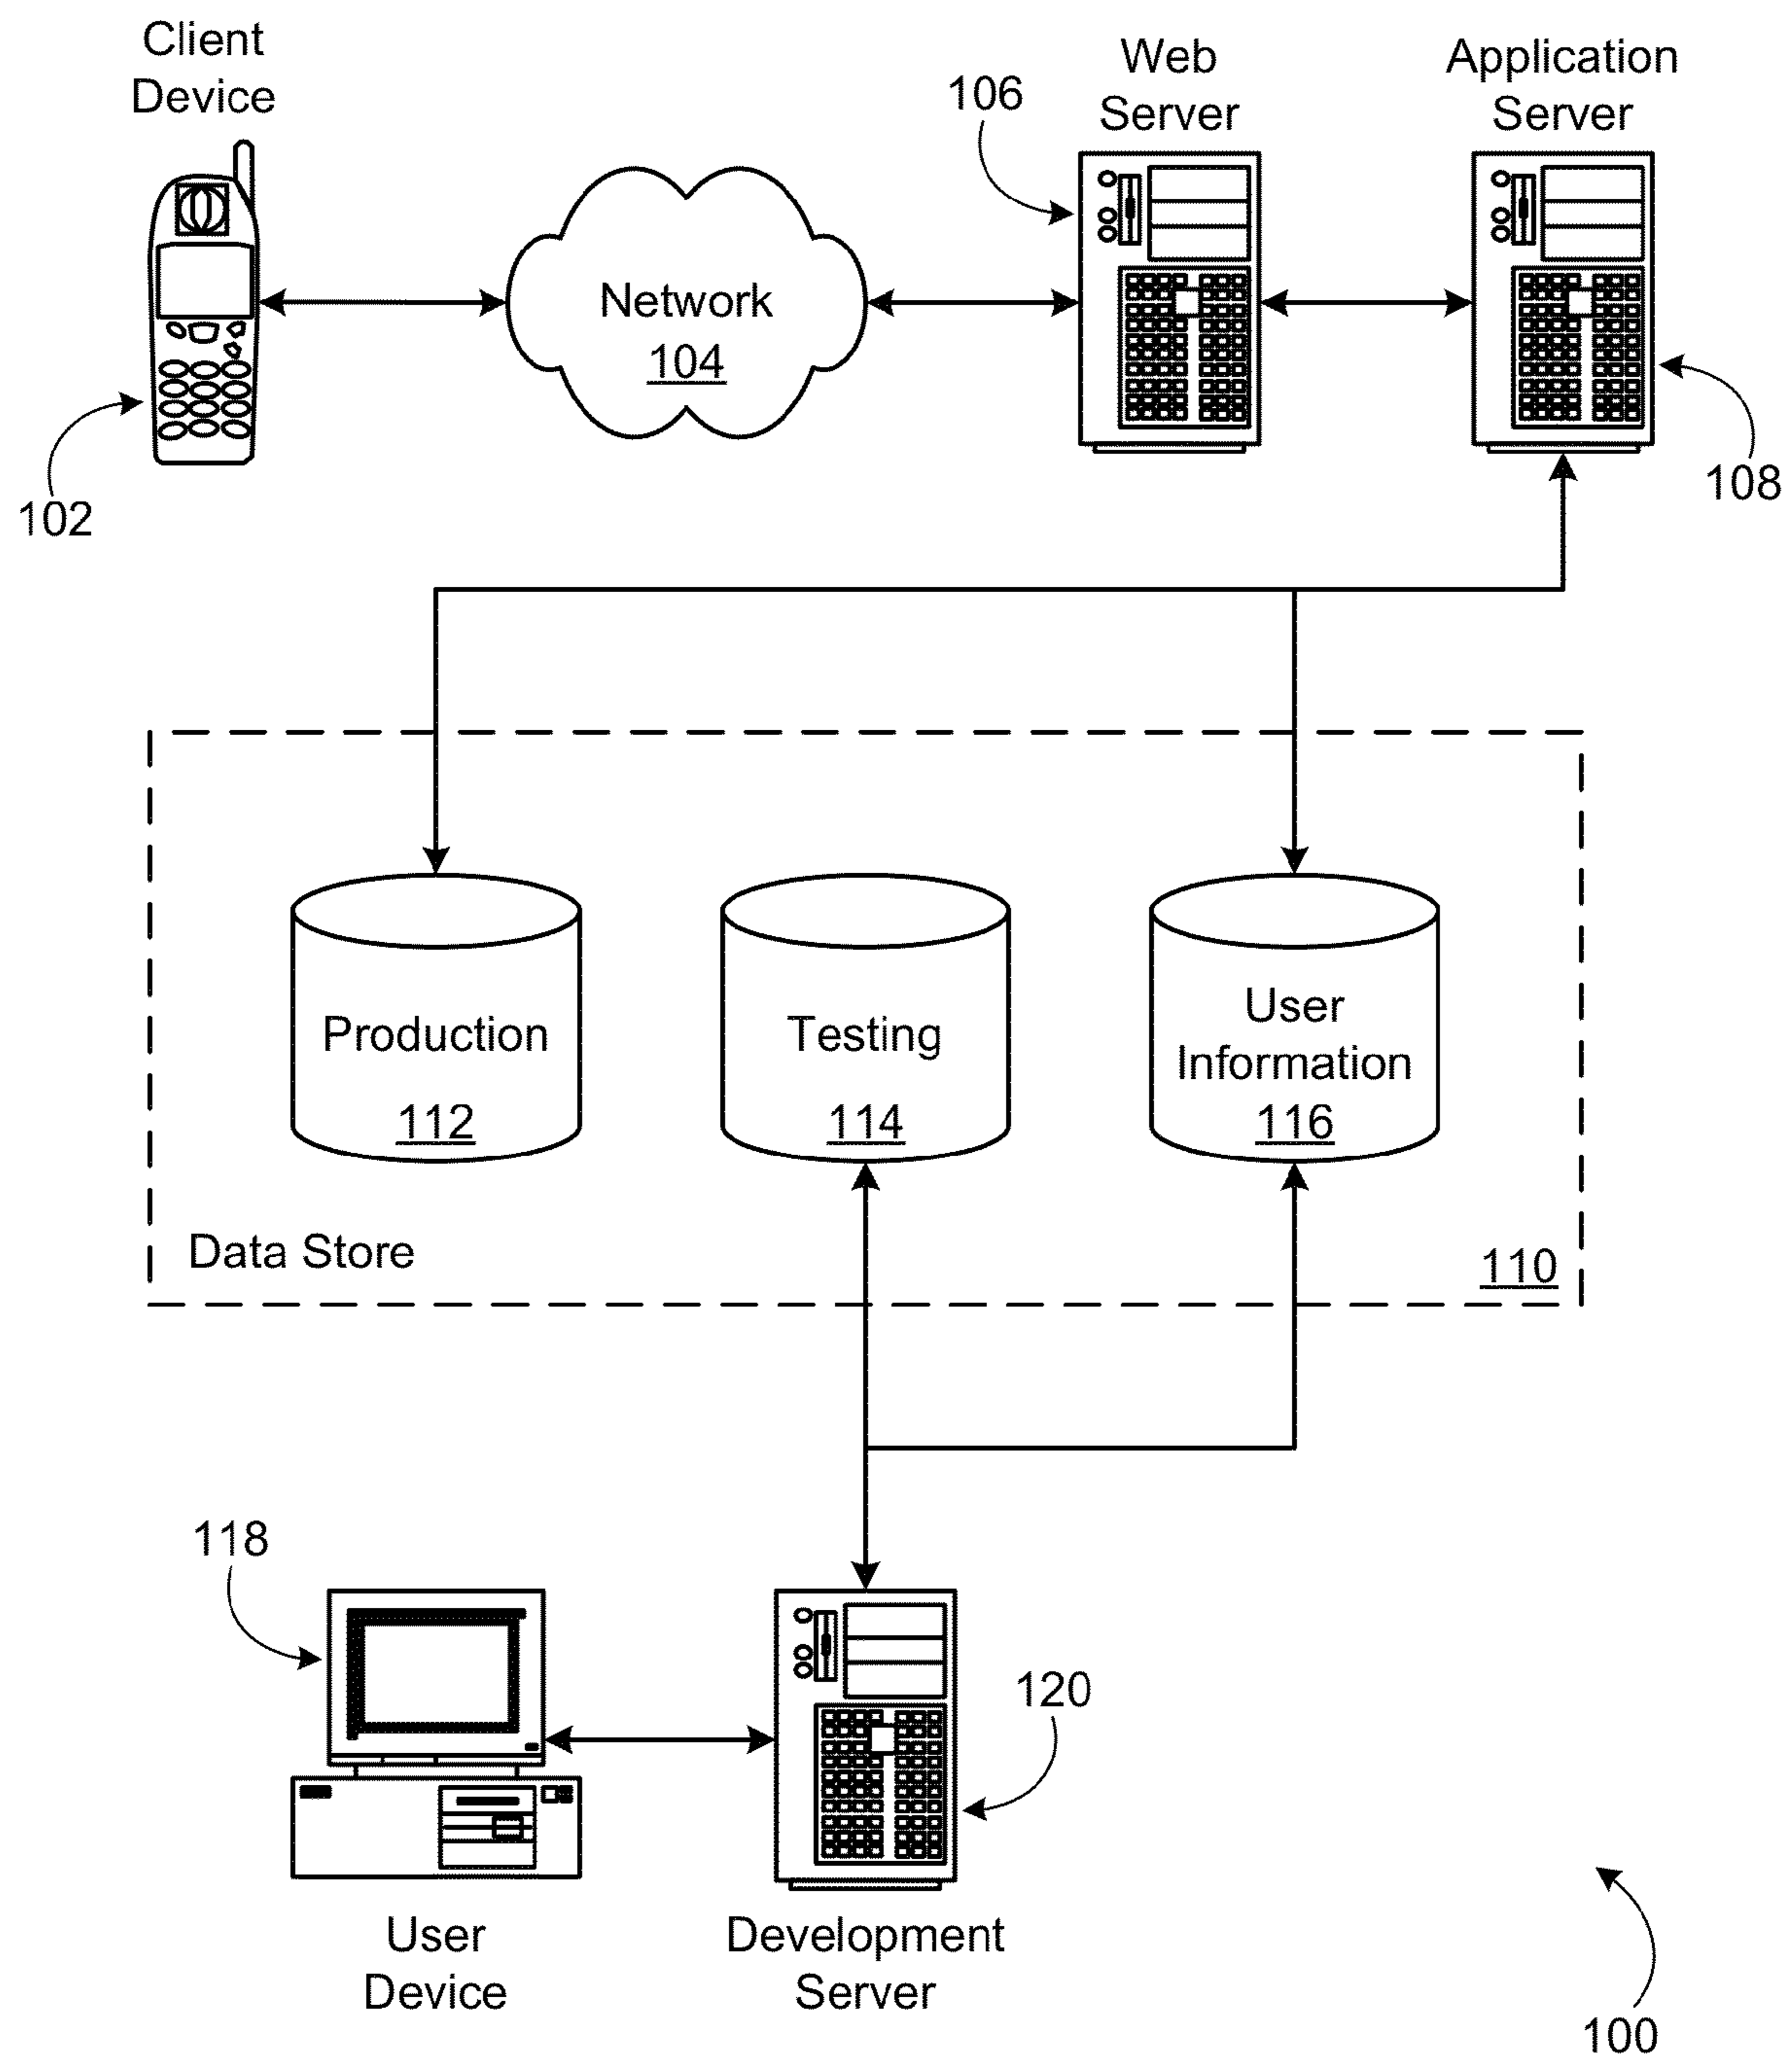 Client
Device
Web
Server
Application
Server
106
Network
104
108
102
Production
112
Testing
114
User
Information
116
Data Store
110
118
120
User
Device
Development
Server
100